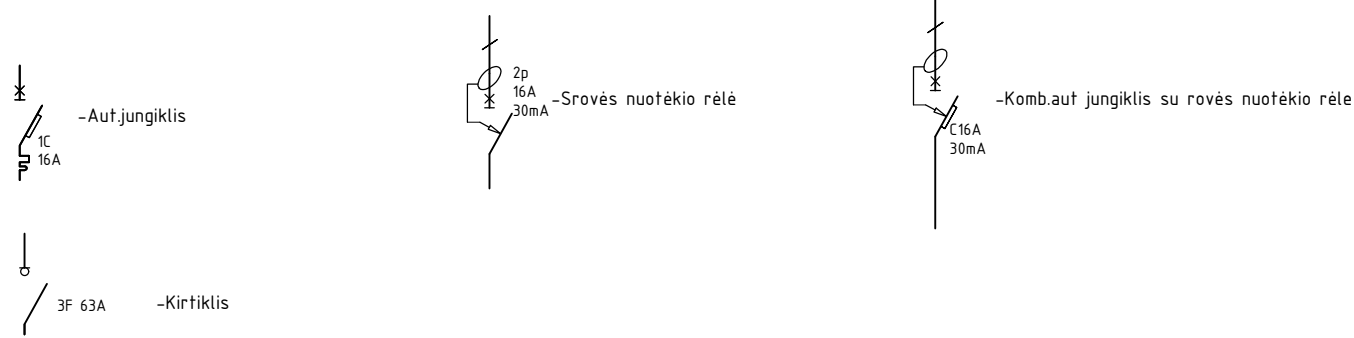 -Aut.jungiklis
1C
16A
2p
16A
30mA
-Srovės nuotėkio rėlė
-Komb.aut jungiklis su rovės nuotėkio rėle
C16A
30mA
3F 63A
-Kirtiklis